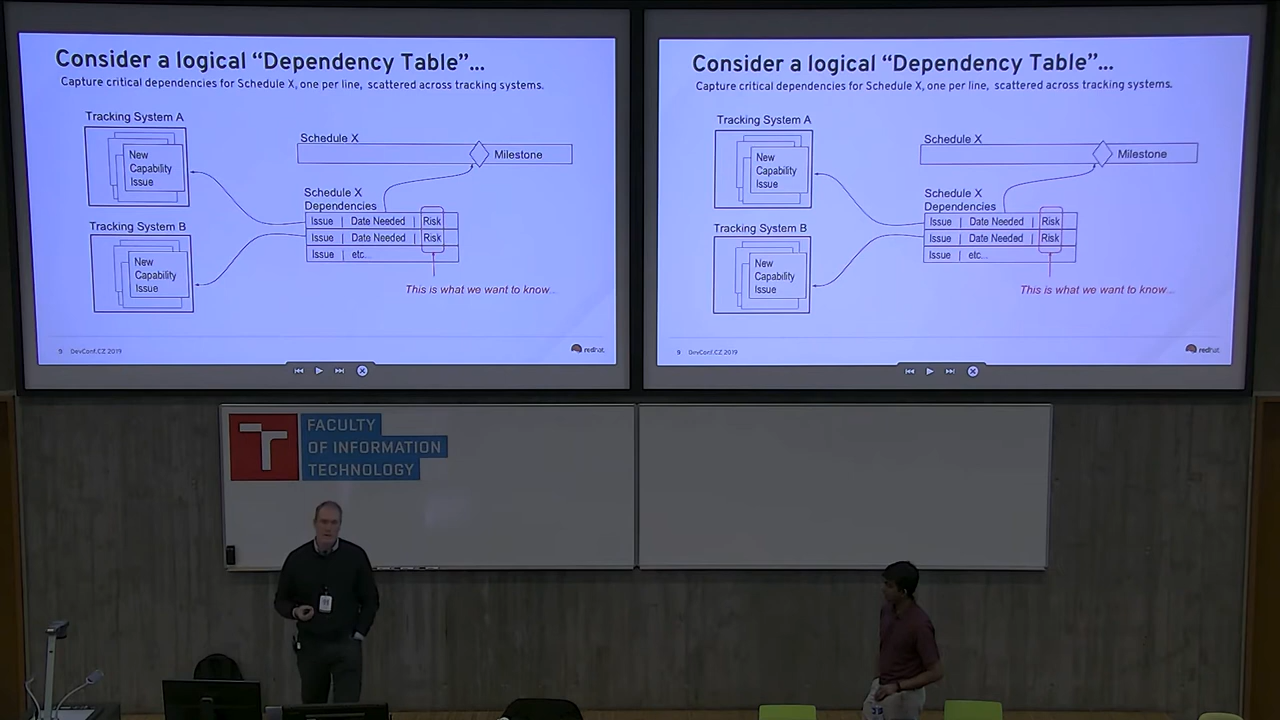 Consider a logical “Dependency Table”...
Capture critical dependencies for Schedule X, one per line, scattered across tracking systems.
Tracking System A
New
Capability
Issue
Tracking System B
New
Capability
Issue
Schedule X
Milestone
Schedule X
Dependencies
Issue | Date Needed | Risk
Issue | Date Needed | Risk
Issue | etc...
This is what we want to know...
9 DevConf.CZ 2019
redhat.
Consider a logical “Dependency Table”...
Capture critical dependencies for Schedule X, one per line, scattered across tracking systems.
Tracking System A
New
Capability
Issue
Tracking System B
New
Capability
Issue
Schedule X
Milestone
Schedule X
Dependencies
Issue | Date Needed | Risk
Issue | Date Needed | Risk
Issue | etc...
This is what we want to know...
9 DevConf.CZ 2019
redhat.
FACULTY
OF INFORMATION
TECHNOLOGY